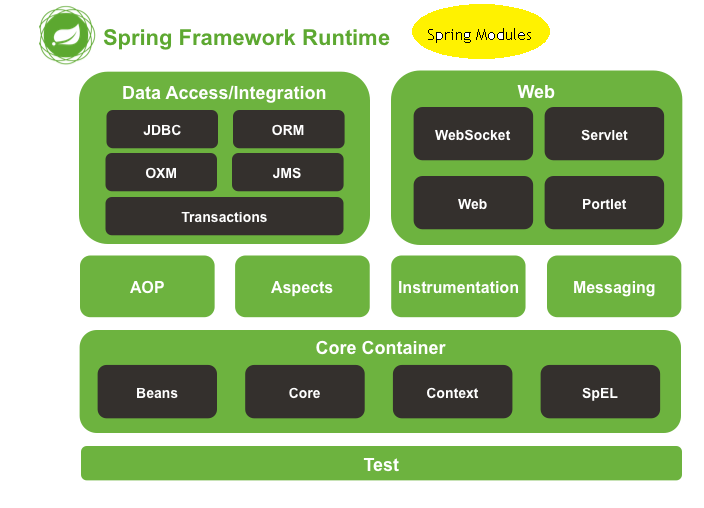 Spring Framework Runtime
Spring Modules
Data Access/Integration
JDBC
ORM
OXM
JMS
Transactions
Web
WebSocket
Servlet
Web
Portlet
AOP
Aspects
Instrumentation
Messaging
Core Container
Beans
Core
Context
SpEL
Test